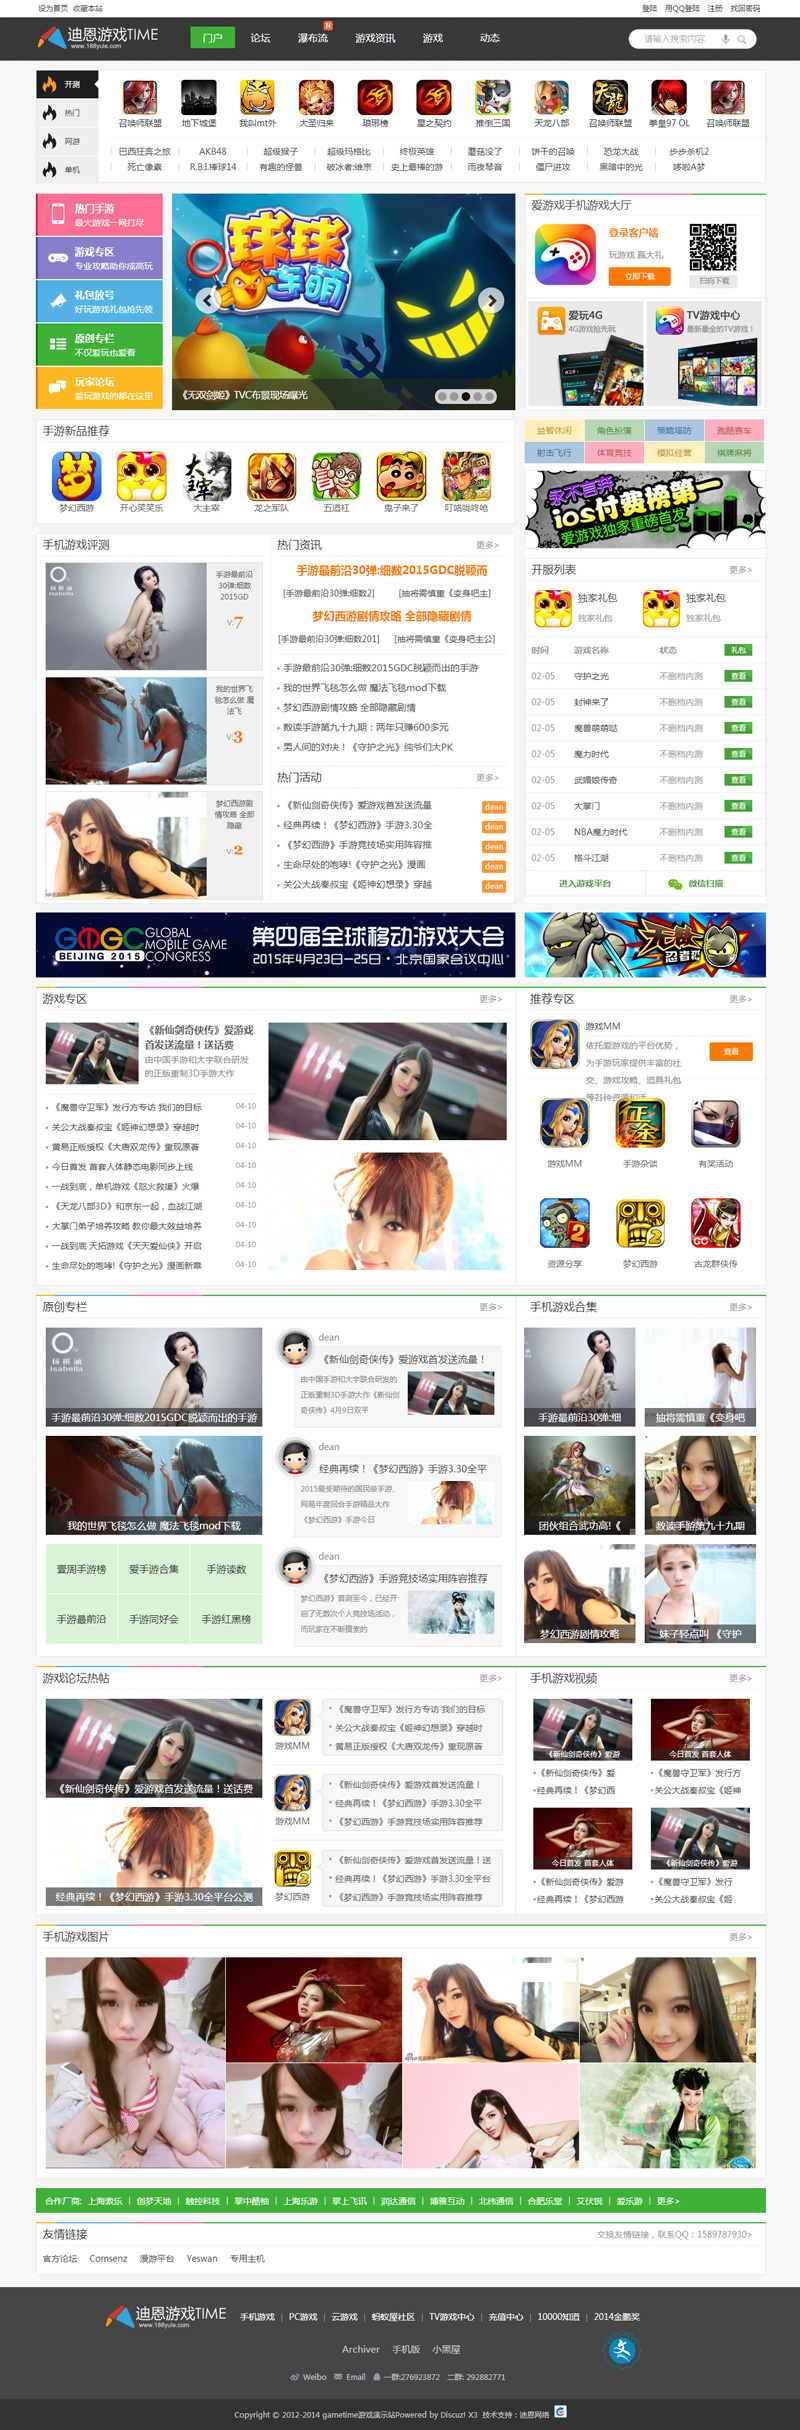 设为首页 收藏本站
登陆 用QQ登陆 注册 找回密码
迪恩游戏TIME
www.188yule.com
门户 论坛 瀑布流 游戏资讯 游戏 动态
N
请输入搜索内容
开测
热门
网游
单机
召唤师联盟 地下城堡 我叫mt外 大圣归来 琅琊榜 星之契约 推倒三国 天龙八部 召唤师联盟 拳皇97 OL 召唤师联盟
巴西狂奔之旅 AKB48 超级猴子 超级玛格比 终极英雄 蘑菇没了 饼干的召唤 恐龙大战 步步杀机2
死亡像素 R.B.I.棒球14 有趣的怪兽 破冰者:维京 史上最棒的游 雨夜琴音 僵尸进攻 黑暗中的光 哆啦A梦
热门手游
最火游戏一网打尽
游戏专区
专业攻略助你成高玩
礼包放号
好玩游戏礼包抢先领
原创专栏
不仅爱玩也爱看
玩家论坛
爱玩游戏的都在这里
球球连萌
《无双剑姬》TVC布景现场曝光
爱游戏手机游戏大厅
登录客户端
玩游戏 赢大礼
立即下载
扫码下载
爱玩4G
4G游戏抢先玩
TV游戏中心
最新最全的TV游戏！
手游新品推荐
梦幻西游 开心笑笑乐 大主宰 龙之军队 五道杠 鬼子来了 叮咯咙咚呛
益智休闲 角色扮演 策略塔防 跑酷赛车
射击飞行 体育竞技 模拟经营 棋牌麻将
永不言弃
ios付费榜第一
爱游戏独家重磅首发
手机游戏评测
手游最前沿30弹:细数2015GD
V:7
我的世界飞毯怎么做 魔法飞
V:3
梦幻西游剧情攻略 全部隐藏
V:2
热门资讯 更多>
手游最前沿30弹:细数2015GDC脱颖而
[手游最前沿30弹:细数2] [抽将需慎重《变身吧主]
梦幻西游剧情攻略 全部隐藏剧情
[手游最前沿30弹:细数201] [抽将需慎重《变身吧主公]
手游最前沿30弹:细数2015GDC脱颖而出的手游
我的世界飞毯怎么做 魔法飞毯mod下载
梦幻西游剧情攻略 全部隐藏剧情
数读手游第九十九期：两年只赚600多元
男人间的对决！《守护之光》纯爷们大PK
热门活动 更多>
《新仙剑奇侠传》爱游戏首发送流量 dean
经典再续！《梦幻西游》手游3.30全 dean
《梦幻西游》手游竞技场实用阵容推 dean
生命尽处的咆哮!《守护之光》漫画 dean
关公大战秦叔宝《姬神幻想录》穿越 dean
开服列表 更多>
独家礼包
独家礼包
独家礼包
独家礼包
时间 游戏名称 状态 礼包
02-05 守护之光 不删档内测 查看
02-05 封神来了 不删档内测 查看
02-05 魔兽萌萌哒 不删档内测 查看
02-05 魔力时代 不删档内测 查看
02-05 武媚娘传奇 不删档内测 查看
02-05 大掌门 不删档内测 查看
02-05 NBA魔力时代 不删档内测 查看
02-05 格斗江湖 不删档内测 查看
进入游戏平台 微信扫描
GMGC
BEIJING 2015
GLOBAL
MOBILE GAME
CONGRESS
第四届全球移动游戏大会
2015年4月23日-25日·北京国家会议中心
无敌忍者猫
游戏专区 更多>
《新仙剑奇侠传》爱游戏首发送流量！送话费
由中国手游和大宇联合研发的正版重制3D手游大作
《魔兽守卫军》发行方专访 我们的目标 04-10
关公大战秦叔宝《姬神幻想录》穿越时 04-10
黄易正版授权《大唐双龙传》重现原著 04-10
今日首发 首套人体静态电影同步上线 04-10
一战到底，单机游戏《怒火救援》火爆 04-10
《天龙八部3D》和京东一起，血战江湖 04-10
大掌门弟子培养攻略 教你最大效益培养 04-10
一战到底 天拓游戏《天天爱仙侠》开启 04-10
生命尽处的咆哮!《守护之光》漫画新章 04-10
推荐专区 更多>
游戏MM
依托爱游戏的平台优势，
为手游玩家提供丰富的社
交、游戏攻略、道具礼包
查看
游戏MM 手游杂谈 有奖活动
资源分享 梦幻西游 古龙群侠传
原创专栏 更多>
手游最前沿30弹:细数2015GDC脱颖而出的手游
我的世界飞毯怎么做 魔法飞毯mod下载
壹周手游榜 爱手游合集 手游读数
手游最前沿 手游同好会 手游红黑榜
dean
《新仙剑奇侠传》爱游戏首发送流量！
由中国手游和大宇联合研发的
正版重制3D手游大作《新仙剑
奇侠传》4月9日双平
dean
经典再续！《梦幻西游》手游3.30全平
2015最受期待的国民级手游、
网易年度回合手游精品大作
《梦幻西游》手游今日
dean
《梦幻西游》手游竞技场实用阵容推荐
梦幻西游》首测至今，已经开
启了无数次个人竞技场活动，
而玩家在不断摸索的
手机游戏合集 更多>
手游最前沿30弹:细 抽将需慎重《变身吧
团伙组合武功高!《 数读手游第九十九期
梦幻西游剧情攻略 妹子轻点叫 《守护
游戏论坛热帖 更多>
《新仙剑奇侠传》爱游戏首发送流量！送话费
经典再续！《梦幻西游》手游3.30全平台公测
游戏MM
《魔兽守卫军》发行方专访 我们的目标
关公大战秦叔宝《姬神幻想录》穿越时
黄易正版授权《大唐双龙传》重现原著
游戏MM
《新仙剑奇侠传》爱游戏首发送流量！
经典再续！《梦幻西游》手游3.30全平
《梦幻西游》手游竞技场实用阵容推荐
梦幻西游
《新仙剑奇侠传》爱游戏首发送流量！送
经典再续！《梦幻西游》手游3.30全平台
《梦幻西游》手游竞技场实用阵容推荐
手机游戏视频 更多>
《新仙剑奇侠传》爱游 今日首发 首套人体
《新仙剑奇侠传》爱 《魔兽守卫军》发行方
经典再续！《梦幻西 关公大战秦叔宝《姬神
今日首发 首套人体 《新仙剑奇侠传》爱游
《新仙剑奇侠传》爱游 《魔兽守卫军》发行
经典再续！《梦幻西游 关公大战秦叔宝《姬
手机游戏图片 更多>
合作厂商: 上海索乐 | 创梦天地 | 触控科技 | 掌中酷柚 | 上海乐游 | 掌上飞讯 | 润达通信 | 博雅互动 | 北纬通信 | 合肥乐堂 | 艾伏锐 | 爱乐游 | 更多>
友情链接 交换友情链接，联系QQ：1589787930>
官方论坛 Comsenz 漫游平台 Yeswan 专用主机
迪恩游戏TIME
www.188yule.com
手机游戏 | PC游戏 | 云游戏 | 蚂蚁屋社区 | TV游戏中心 | 充值中心 | 10000知道 | 2014金鹏奖
Archiver 手机版 小黑屋
Weibo Email 一群:276923872 二群: 292882771
Copyright © 2012-2014 gametime游戏演示站Powered by Discuz! X3 技术支持：迪恩网络